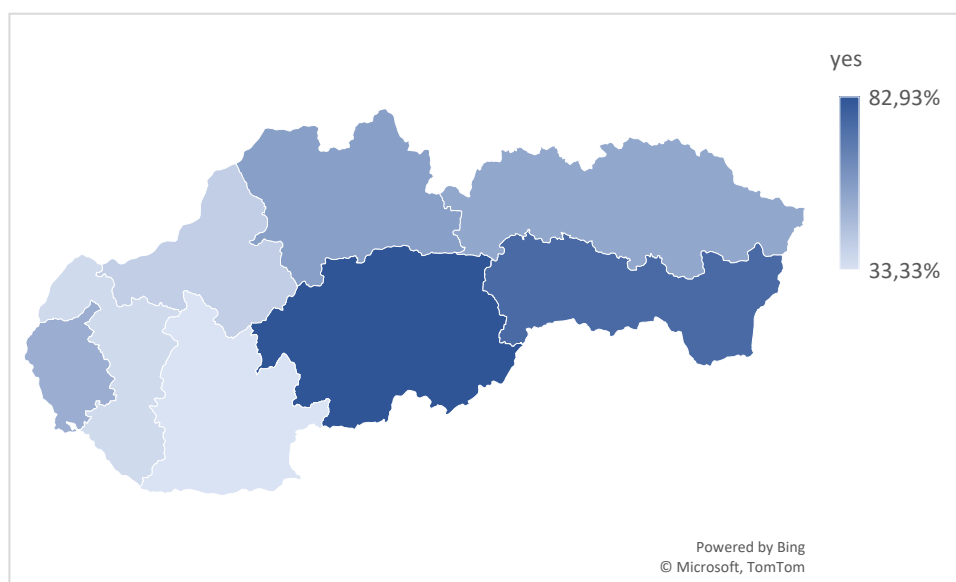 yes
82,93%
33,33%
Powered by Bing
© Microsoft, TomTom